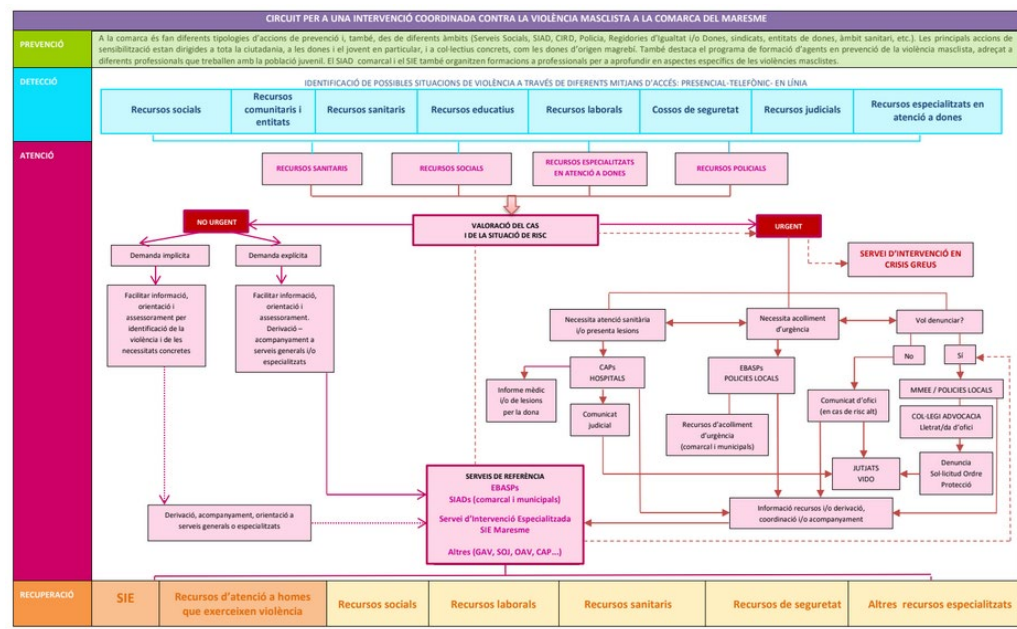 CIRCUIT PER A UNA INTERVENCIÓ COORDINADA CONTRA LA VIOLÈNCIA MASCLISTA A LA COMARCA DEL MARESME
PREVENCIÓ
A la comarca és fan diferents tipologies d'accions de prevenció i, també, des de diferents àmbits (Serveis Socials, SIAD, CIRD, Policia, Regidories d'Igualtat i/o Dones, sindicats, entitats de dones, àmbit sanitari, etc.). Les principals accions de
sensibilització estan dirigides a tota la ciutadania, a les dones i el jovent en particular, i a col·lectius concrets, com les dones d'origen magrebí. També destaca el programa de formació d'agents en prevenció de la violència masclista, adreçat a
diferents professionals que treballen amb la població juvenil. El SIAD comarcal i el SIE també organitzen formacions a professionals per a aprofundir en aspectes específics de les violències masclistes.
DETECCIÓ
IDENTIFICACIÓ DE POSSIBLES SITUACIONS DE VIOLÈNCIA A TRAVÉS DE DIFERENTS MITJANS D'ACCÉS: PRESENCIAL-TELEFÒNIC- EN LÍNIA
Recursos socials
Recursos
comunitaris i
entitats
Recursos sanitaris
Recursos educatius
Recursos laborals
Cossos de seguretat
Recursos judicials
Recursos especialitzats en
atenció a dones
ATENCIÓ
RECURSOS SANITARIS
RECURSOS SOCIALS
RECURSOS ESPECIALITZATS
EN ATENCIÓ A DONES
RECURSOS POLICIALS
NO URGENT
VALORACIÓ DEL CAS
I DE LA SITUACIÓ DE RISC
URGENT
Demanda implícita
Demanda explícita
SERVEI D'INTERVENCIÓ EN
CRISIS GREUS
Facilitar informació,
orientació i
assessorament per
identificació de la
violència i de les
necessitats concretes
Facilitar informació,
orientació i
assessorament.
Derivació –
acompanyament a
serveis generals i/o
especialitzats
Necessita atenció sanitària
i/o presenta lesions
Necessita acolliment
d'urgència
Vol denunciar?
No
Sí
CAPs
HOSPITALS
EBASPs
POLICIES LOCALS
MMEE / POLICIES LOCALS
Informe mèdic
i/o de lesions
per la dona
Comunicat
judicial
Recursos d'acolliment
d'urgència
(comarcal i municipals)
Comunicat d'ofici
(en cas de risc alt)
COL·LEGI ADVOCACIA
Lletrat/da d'ofici
JUTJATS
VIDO
Denuncia
Sol·licitud Ordre
Protecció
SERVEIS DE REFERÈNCIA
EBASPs
SIADs (comarcal i municipals)
Servei d'Intervenció Especialitzada
SIE Maresme
Altres (GAV, SOJ, OAV, CAP...)
Derivació, acompanyament, orientació a
serveis generals o especialitzats
Informació recursos i/o derivació,
coordinació i/o acompanyament
RECUPERACIÓ
SIE
Recursos d'atenció a homes
que exerceixen violència
Recursos socials
Recursos laborals
Recursos sanitaris
Recursos de seguretat
Altres recursos especialitzats